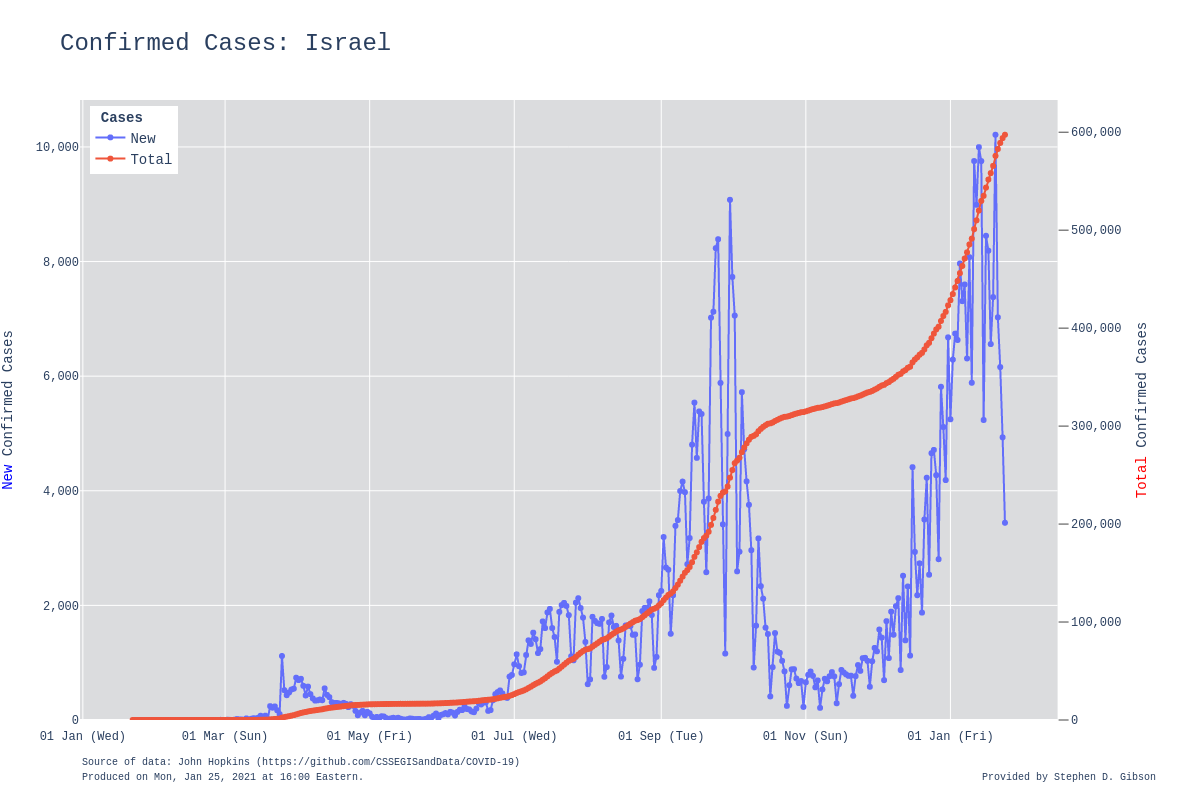 Confirmed Cases: Israel
Cases
New
Total
10,000
8,000
6,000
4,000
2,000
0
600,000
500,000
400,000
300,000
200,000
100,000
0
New Confirmed Cases
Total Confirmed Cases
01 Jan (Wed)
01 Mar (Sun)
01 May (Fri)
01 Jul (Wed)
01 Sep (Tue)
01 Nov (Sun)
01 Jan (Fri)
Source of data: John Hopkins (https://github.com/CSSEGISandData/COVID-19)
Produced on Mon, Jan 25, 2021 at 16:00 Eastern.
Provided by Stephen D. Gibson